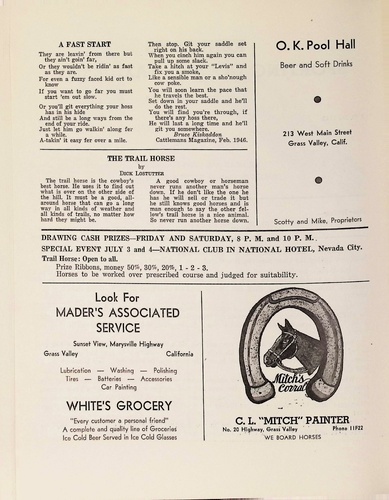 A FAST START
They are leavin' from there but
they ain't goin' far,
Or they wouldn't be ridin' as fast
as they are.
For even a fuzzy faced kid ort to
know
If you want to go far you must
start 'em out slow.
Or you'll git everything your hoss
has in his hide
And still be a long ways from the
end of your ride.
Just let him go walkin' along fer
a while.
A-takin' it easy fer over a mile.
Then stop. Git your saddle set
right on his back.
When you cinch him again you can
pull up some slack.
Take a hitch at your "Levis" and
fix you a smoke,
Like a sensible man or a sho'nough
cow poke.
You will soon learn the pace that
he travels the best.
Set down in your saddle and he'll
do the rest.
You will find you're through, if
there's any hoss there,
He will last a long time and he'll
git you somewhere.
Bruce Kiskaddon
Cattlemans Magazine, Feb. 1946.
THE TRAIL HORSE
by
DICK LOSTUTTER
The trail horse is the cowboy's
best horse. He uses it to find out
what is over on the other side of
the hill. It must be a good, all-
around horse that can go a long
way in all kinds of weather and
all kinds of trails, no matter how
hard they might be.
A good cowboy or horseman
never runs another man's horse
down. If he don't like the one he
has he will sell or trade it but
he still knows good horses and is
man enough to say the other fel-
low's trail horse is a nice animal.
So never run another horse down.
O. K. Pool Hall
Beer and Soft Drinks
213 West Main Street
Grass Valley, Calif.
Scotty and Mike, Proprietors
DRAWING CASH PRIZES—FRIDAY AND SATURDAY, 8 P. M. and 10 P. M.
SPECIAL EVENT JULY 3 and 4—NATIONAL CLUB IN NATIONAL HOTEL, Nevada City.
Trail Horse: Open to all.
Prize Ribbons, money 50%, 30%, 20%, 1 - 2 - 3.
Horses to be worked over prescribed course and judged for suitability.
Look For
MADER'S ASSOCIATED
SERVICE
Sunset View, Marysville Highway
Grass Valley California
Lubrication — Washing — Polishing
Tires — Batteries — Accessories
Car Painting
WHITE'S GROCERY
"Every customer a personal friend"
A complete and quality line of Groceries
Ice Cold Beer Served in Ice Cold Glasses
Mitch's
Corral
C. L. "MITCH" PAINTER
No. 20 Highway, Grass Valley Phone 11F22
WE BOARD HORSES